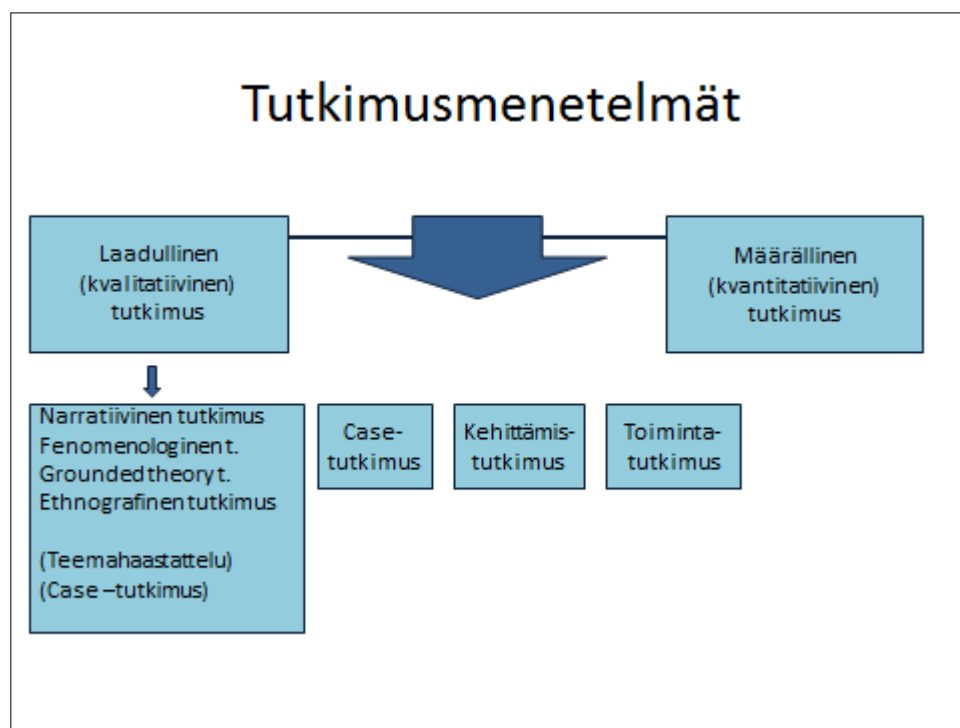 Tutkimusmenetelmät
Laadullinen
(kvalitatiivinen)
tutkimus
Määrällinen
(kvantitatiivinen)
tutkimus
Narratiivinen tutkimus
Fenomenologinen t.
Grounded theory t.
Ethnografinen tutkimus
(Teemahaastattelu)
(Case –tutkimus)
Case-
tutkimus
Kehittämis-
tutkimus
Toiminta-
tutkimus